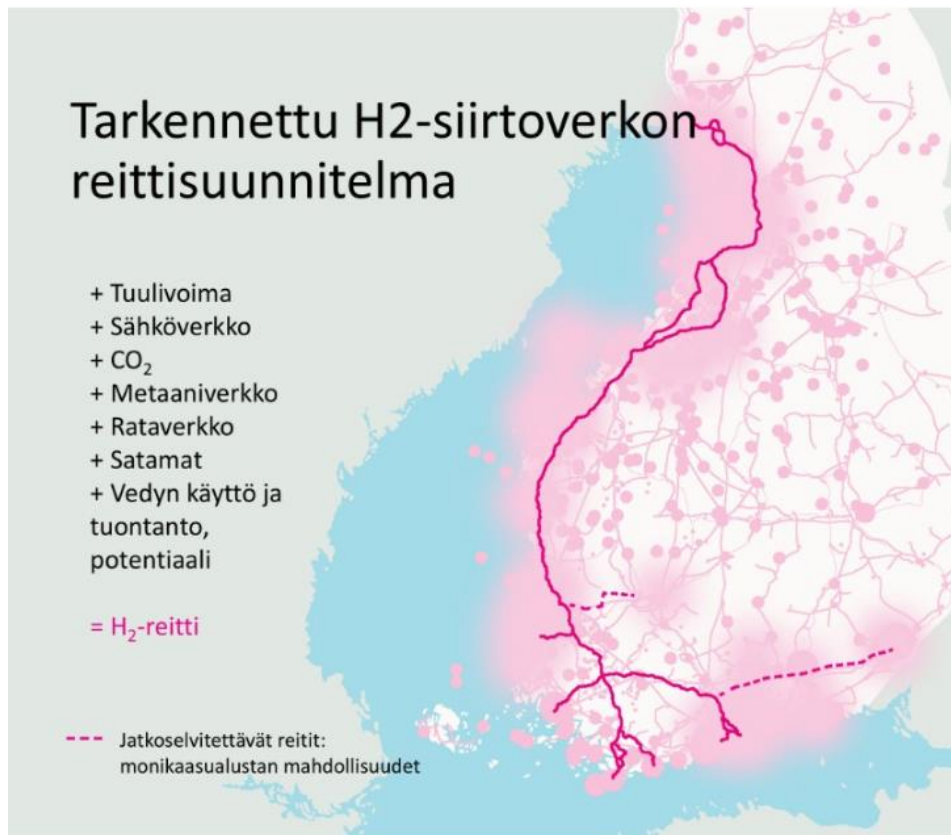 Tarkennettu H2-siirtoverkon
reittisuunnitelma
+ Tuulivoima
+ Sähköverkko
+ CO₂
+ Metaaniverkko
+ Rataverkko
+ Satamat
+ Vedyn käyttö ja
tuontanto,
potentiaali
= H₂-reitti
Jatkoselvitettävät reitit:
monikaasualustan mahdollisuudet